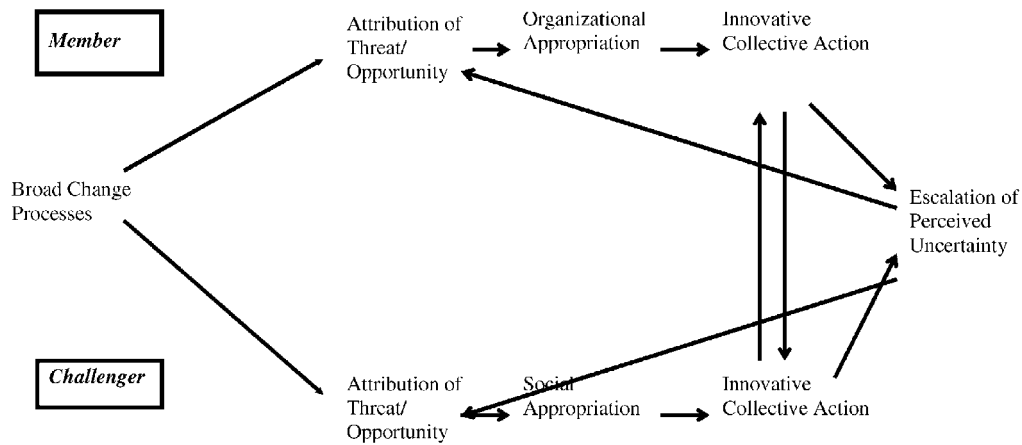 Member
Attribution of
Threat/
Opportunity
Organizational
Appropriation
Innovative
Collective Action
Broad Change
Processes
Escalation of
Perceived
Uncertainty
Challenger
Attribution of
Threat/
Opportunity
Social
Appropriation
Innovative
Collective Action